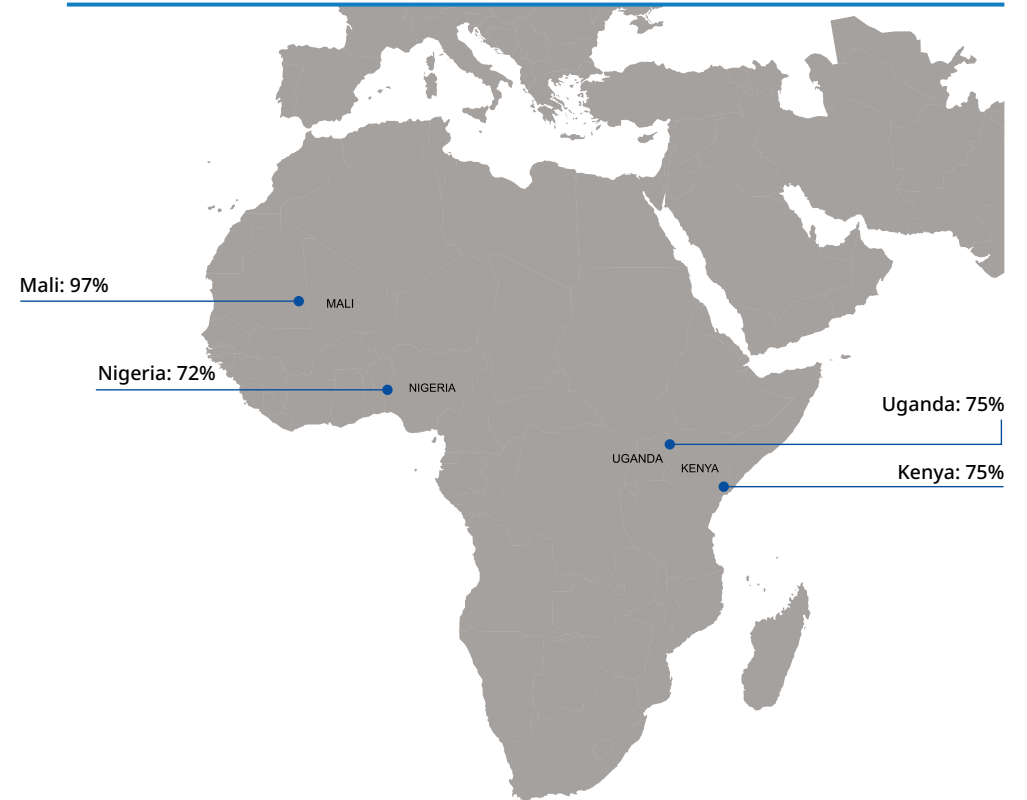 Mali: 97%
MALI
Nigeria: 72%
NIGERIA
Uganda: 75%
UGANDA
KENYA
Kenya: 75%